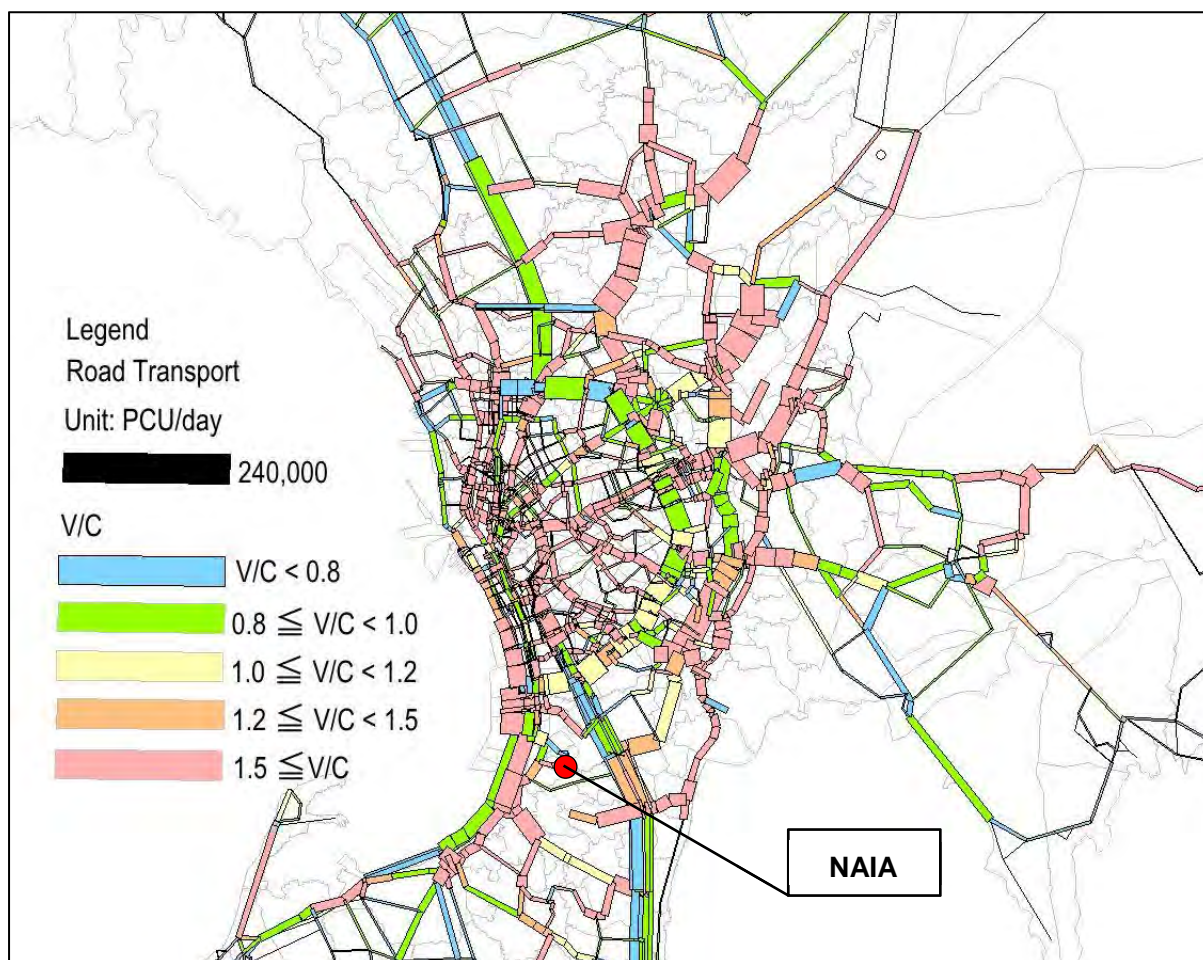 Legend
Road Transport
Unit: PCU/day
240,000
V/C
V/C < 0.8
0.8 ≦ V/C < 1.0
1.0 ≦ V/C < 1.2
1.2 ≦ V/C < 1.5
1.5 ≦V/C
NAIA